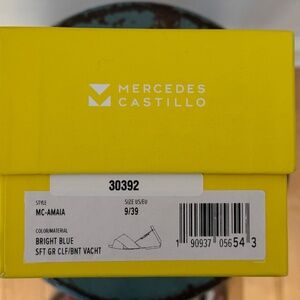 MERCEDES
CASTILLO
30392
STYLE
SIZE US/EU
MC-AMAIA
9/39
COLOR/MATERIAL
BRIGHT BLUE
SFT GR CLF/BNT VACHT
1 90937 05654 3